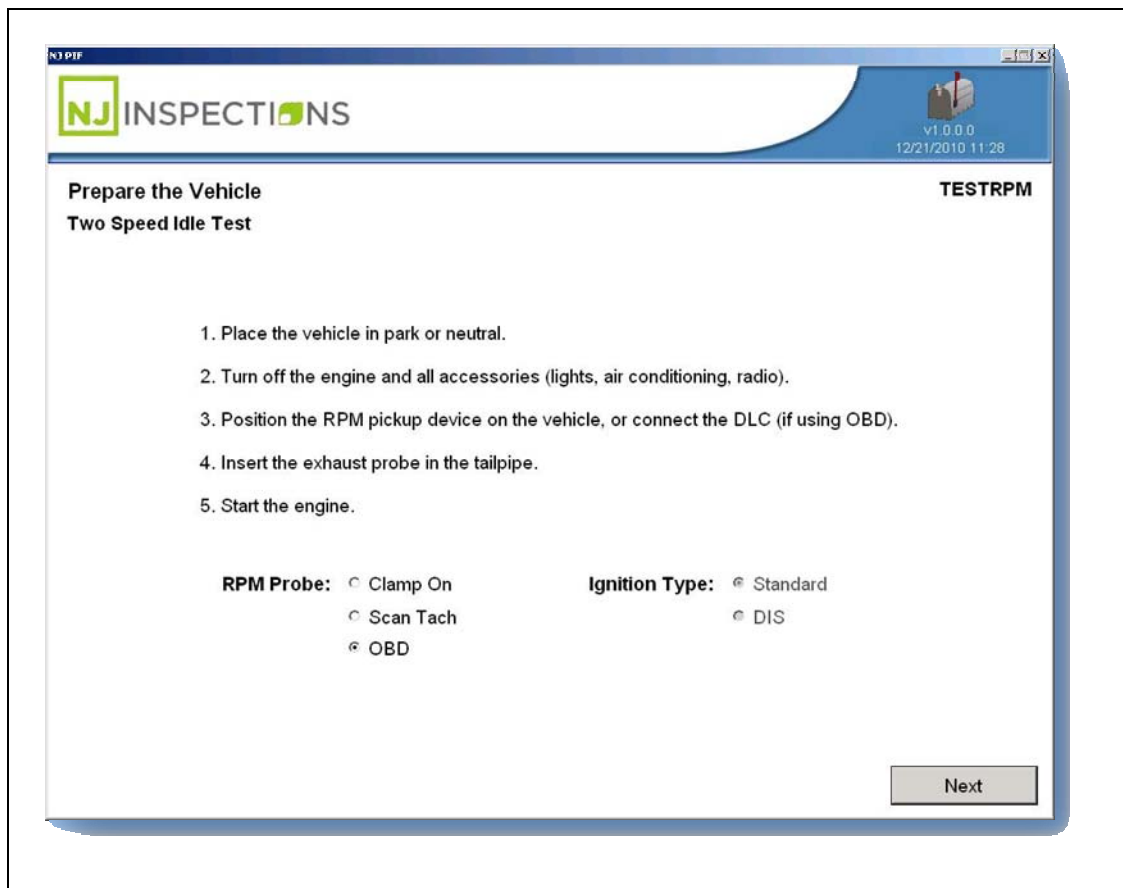 NJ PIF
NJ INSPECTIONS
v1.0.0.0
12/21/2010 11:28
Prepare the Vehicle
TESTRPM
Two Speed Idle Test
1. Place the vehicle in park or neutral.
2. Turn off the engine and all accessories (lights, air conditioning, radio).
3. Position the RPM pickup device on the vehicle, or connect the DLC (if using OBD).
4. Insert the exhaust probe in the tailpipe.
5. Start the engine.
RPM Probe: Clamp On Ignition Type: Standard
Scan Tach DIS
OBD
Next